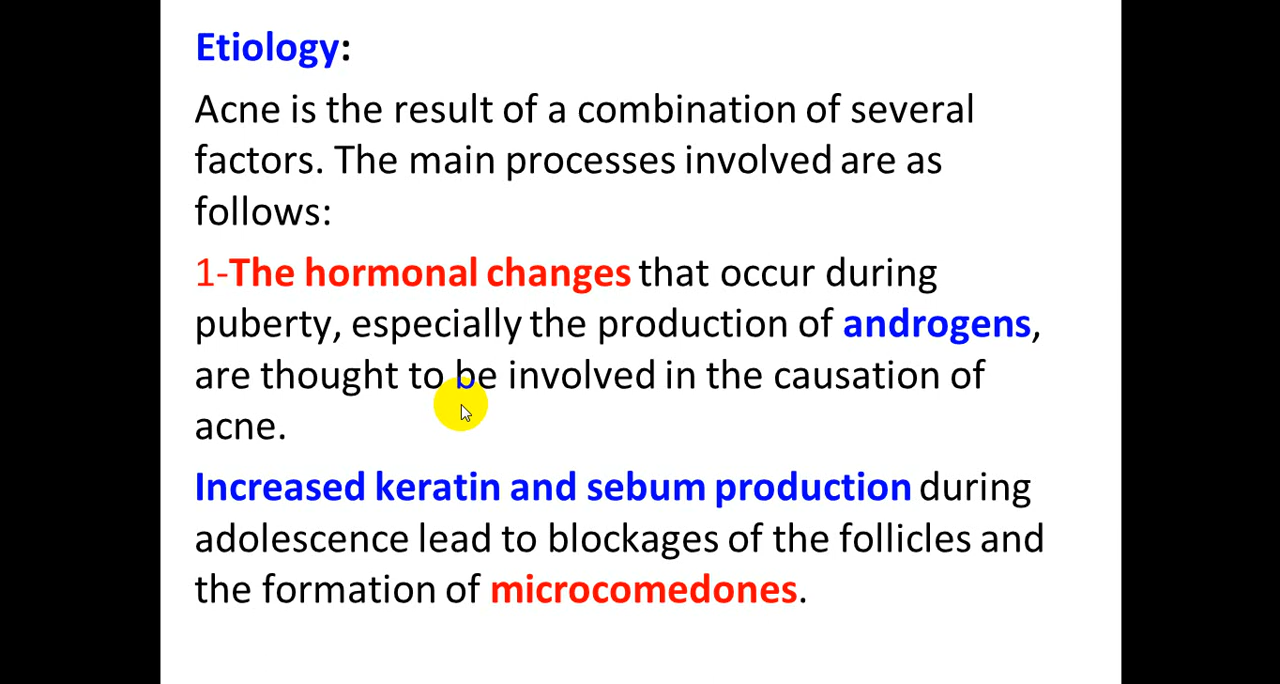 Etiology:
Acne is the result of a combination of several
factors. The main processes involved are as
follows:
1-The hormonal changes that occur during
puberty, especially the production of androgens,
are thought to be involved in the causation of
acne.
Increased keratin and sebum production during
adolescence lead to blockages of the follicles and
the formation of microcomedones.